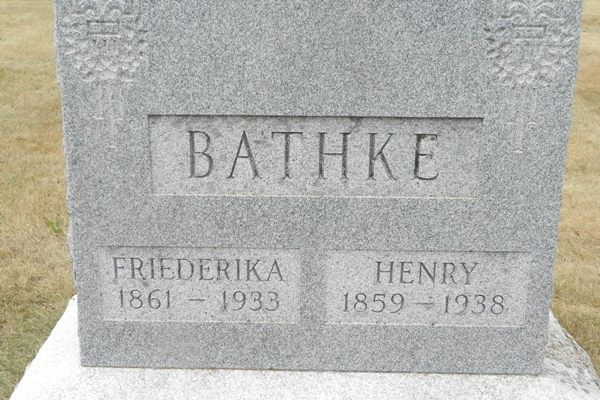 BATHKE
FRIEDERIKA
1861 – 1933
HENRY
1859 – 1938